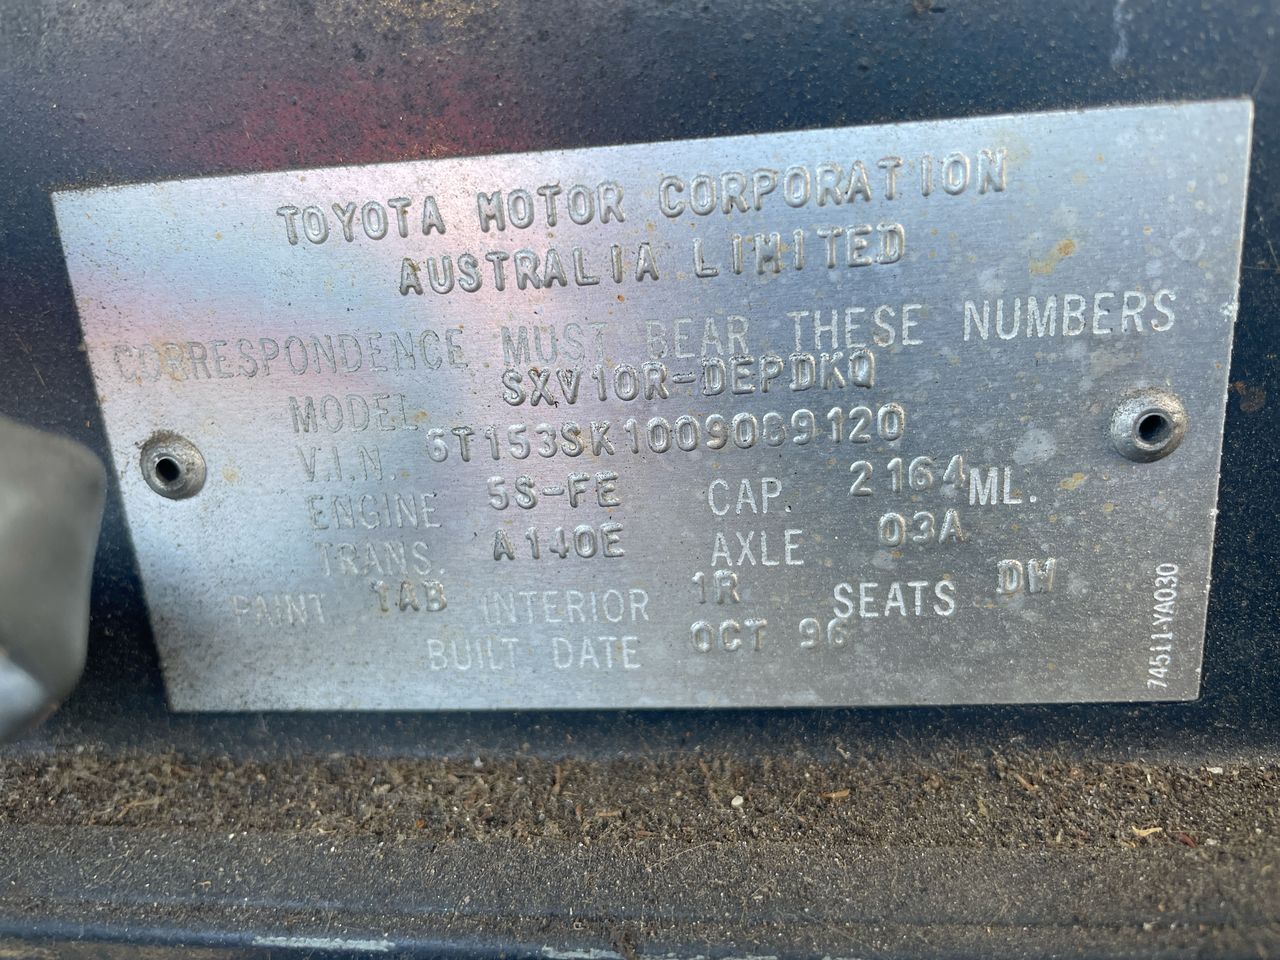 TOYOTA MOTOR CORPORATION
AUSTRALIA LIMITED
CORRESPONDENCE MUST BEAR THESE NUMBERS
MODEL SXV10R-DEPDKQ
V.I.N. 6T153SK1009089120
ENGINE 5S-FE CAP. 2164 ML.
TRANS. A140E AXLE 03A
PAINT 1AB INTERIOR 1R SEATS DM
BUILT DATE OCT 96
74511-YA030